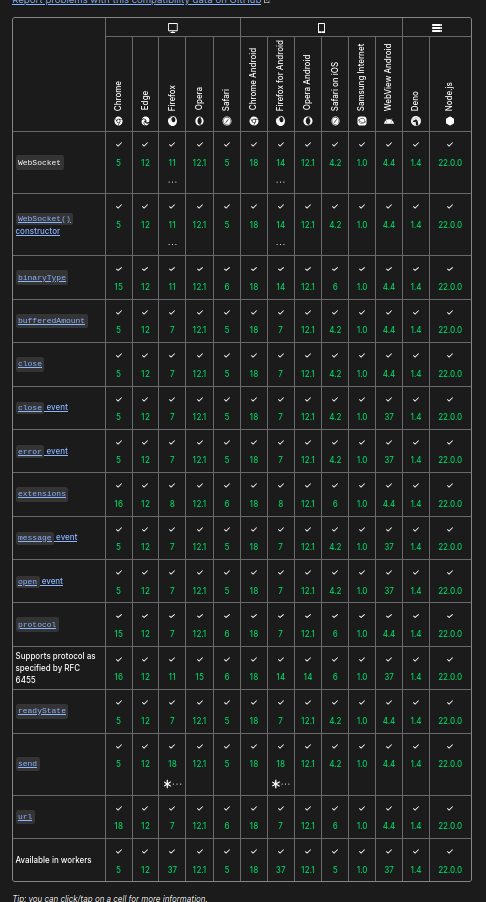 Report problems with this compatibility data on GitHub
Chrome
Edge
Firefox
Opera
Safari
Chrome Android
Firefox for Android
Opera Android
Safari on iOS
Samsung Internet
WebView Android
Deno
Node.js
WebSocket
✓ ✓ ✓ ✓ ✓ ✓ ✓ ✓ ✓ ✓ ✓ ✓ ✓
5 12 11 12.1 5 18 14 12.1 4.2 1.0 4.4 1.4 22.0.0
… …
WebSocket()
constructor
✓ ✓ ✓ ✓ ✓ ✓ ✓ ✓ ✓ ✓ ✓ ✓ ✓
5 12 11 12.1 5 18 14 12.1 4.2 1.0 4.4 1.4 22.0.0
… …
binaryType
✓ ✓ ✓ ✓ ✓ ✓ ✓ ✓ ✓ ✓ ✓ ✓ ✓
15 12 11 12.1 6 18 14 12.1 6 1.0 4.4 1.4 22.0.0
bufferedAmount
✓ ✓ ✓ ✓ ✓ ✓ ✓ ✓ ✓ ✓ ✓ ✓ ✓
5 12 7 12.1 5 18 7 12.1 4.2 1.0 4.4 1.4 22.0.0
close
✓ ✓ ✓ ✓ ✓ ✓ ✓ ✓ ✓ ✓ ✓ ✓ ✓
5 12 7 12.1 5 18 7 12.1 4.2 1.0 4.4 1.4 22.0.0
close event
✓ ✓ ✓ ✓ ✓ ✓ ✓ ✓ ✓ ✓ ✓ ✓ ✓
5 12 7 12.1 5 18 7 12.1 4.2 1.0 37 1.4 22.0.0
error event
✓ ✓ ✓ ✓ ✓ ✓ ✓ ✓ ✓ ✓ ✓ ✓ ✓
5 12 7 12.1 5 18 7 12.1 4.2 1.0 37 1.4 22.0.0
extensions
✓ ✓ ✓ ✓ ✓ ✓ ✓ ✓ ✓ ✓ ✓ ✓ ✓
16 12 8 12.1 6 18 8 12.1 6 1.0 4.4 1.4 22.0.0
message event
✓ ✓ ✓ ✓ ✓ ✓ ✓ ✓ ✓ ✓ ✓ ✓ ✓
5 12 7 12.1 5 18 7 12.1 4.2 1.0 37 1.4 22.0.0
open event
✓ ✓ ✓ ✓ ✓ ✓ ✓ ✓ ✓ ✓ ✓ ✓ ✓
5 12 7 12.1 5 18 7 12.1 4.2 1.0 37 1.4 22.0.0
protocol
✓ ✓ ✓ ✓ ✓ ✓ ✓ ✓ ✓ ✓ ✓ ✓ ✓
15 12 7 12.1 6 18 7 12.1 6 1.0 4.4 1.4 22.0.0
Supports protocol as
specified by RFC
6455
✓ ✓ ✓ ✓ ✓ ✓ ✓ ✓ ✓ ✓ ✓ ✓ ✓
16 12 11 15 6 18 14 14 6 1.0 37 1.4 22.0.0
readyState
✓ ✓ ✓ ✓ ✓ ✓ ✓ ✓ ✓ ✓ ✓ ✓ ✓
5 12 7 12.1 5 18 7 12.1 4.2 1.0 4.4 1.4 22.0.0
send
✓ ✓ ✓ ✓ ✓ ✓ ✓ ✓ ✓ ✓ ✓ ✓ ✓
5 12 18 12.1 5 18 18 12.1 4.2 1.0 4.4 1.4 22.0.0
*… *…
url
✓ ✓ ✓ ✓ ✓ ✓ ✓ ✓ ✓ ✓ ✓ ✓ ✓
18 12 7 12.1 6 18 7 12.1 6 1.0 4.4 1.4 22.0.0
Available in workers
✓ ✓ ✓ ✓ ✓ ✓ ✓ ✓ ✓ ✓ ✓ ✓ ✓
5 12 37 12.1 5 18 37 12.1 5 1.0 37 1.4 22.0.0
Tip: you can click/tap on a cell for more information.